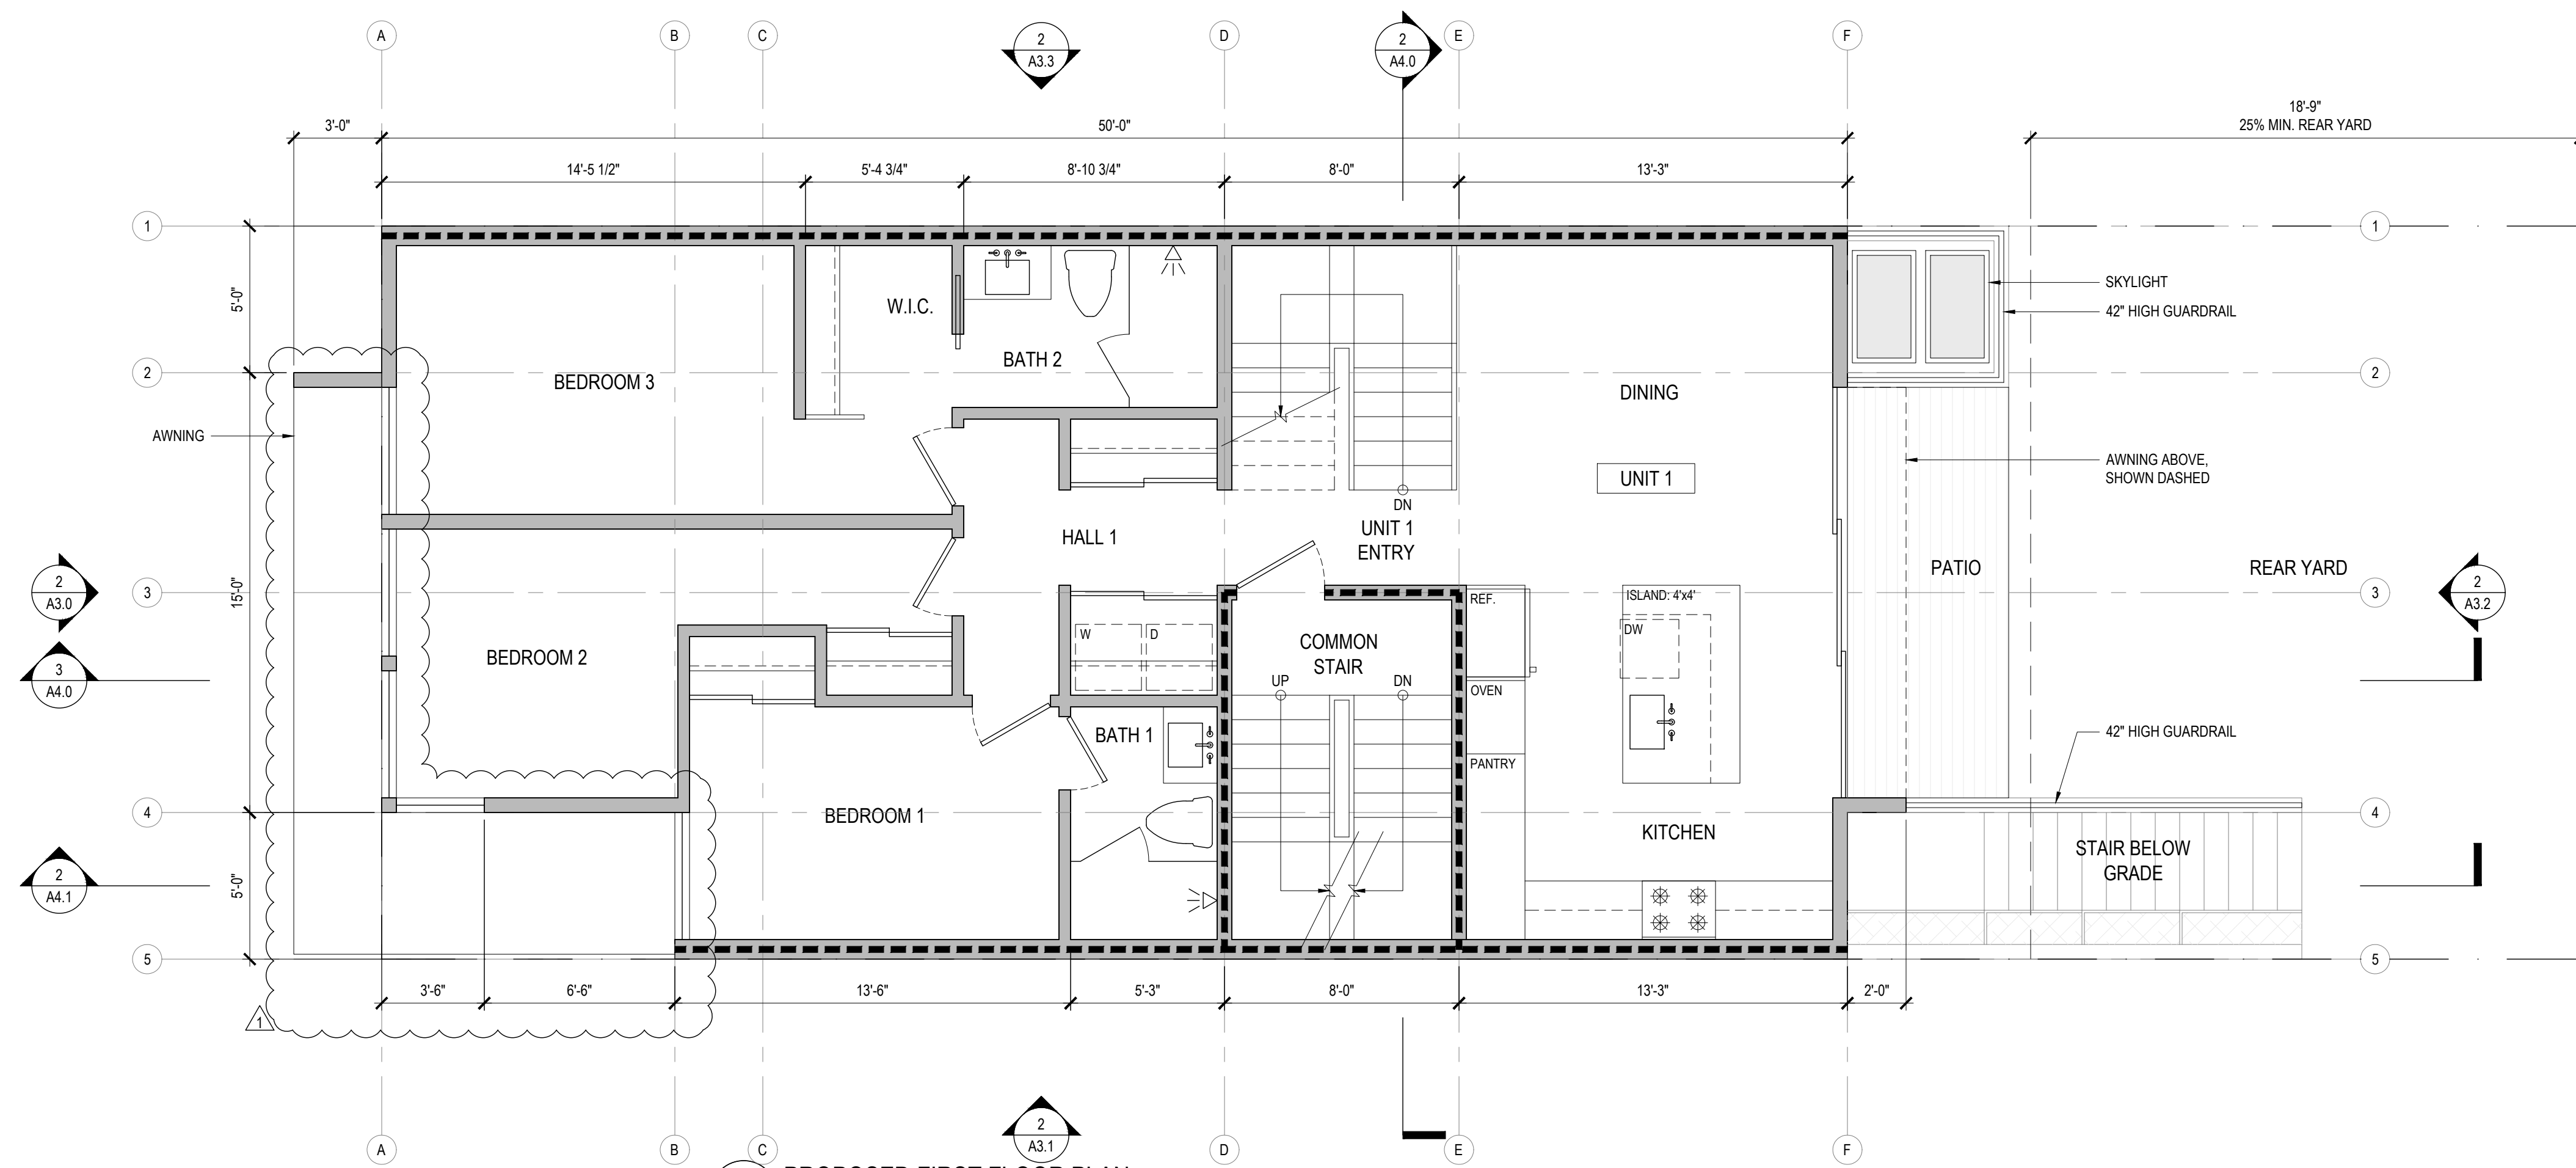 A
B
C
2
A3.3
D
2
A4.0
E
F
18'-9"
25% MIN. REAR YARD
3'-0"
50'-0"
14'-5 1/2"
5'-4 3/4"
8'-10 3/4"
8'-0"
13'-3"
1
1
5'-0"
SKYLIGHT
42" HIGH GUARDRAIL
W.I.C.
BATH 2
2
BEDROOM 3
DINING
2
AWNING
AWNING ABOVE,
SHOWN DASHED
UNIT 1
DN
HALL 1
UNIT 1
ENTRY
PATIO
REAR YARD
2
A3.0
3
15'-0"
REF.
ISLAND: 4'x4'
3
2
A3.2
W
D
DW
COMMON
STAIR
BEDROOM 2
3
A4.0
UP
DN
OVEN
BATH 1
42" HIGH GUARDRAIL
PANTRY
4
BEDROOM 1
KITCHEN
4
STAIR BELOW
GRADE
2
A4.1
5'-0"
5
5
3'-6"
6'-6"
13'-6"
5'-3"
8'-0"
13'-3"
2'-0"
1
2
A3.1
A
B
C
D
E
F
PROPOSED FIRST FLOOR PLAN